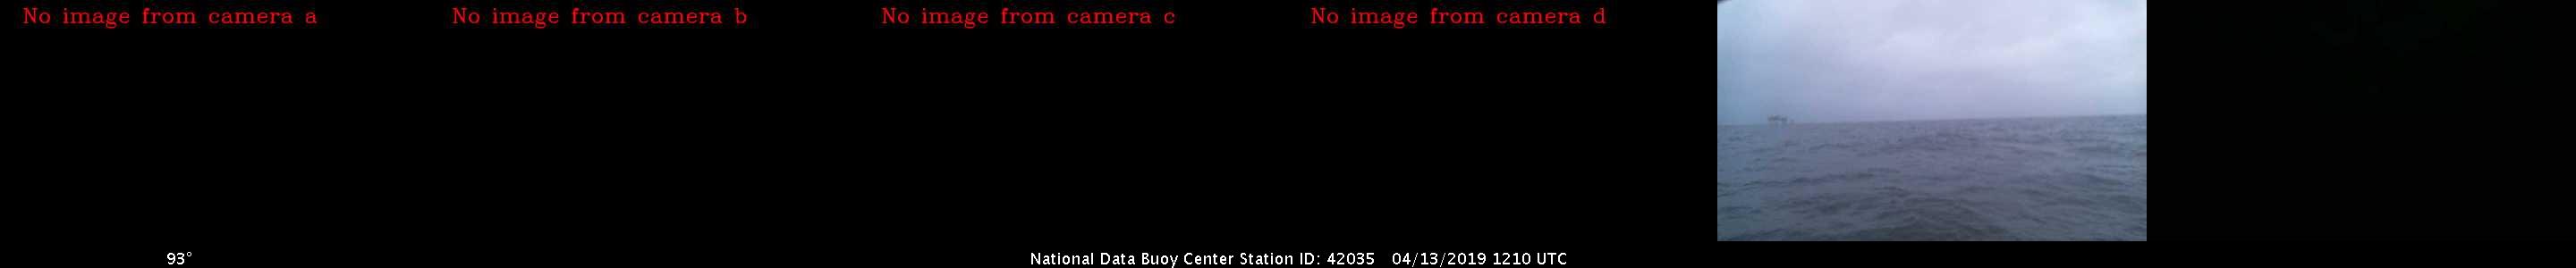 No image from camera a
No image from camera b
No image from camera c
No image from camera d
93°
National Data Buoy Center Station ID: 42035 04/13/2019 1210 UTC